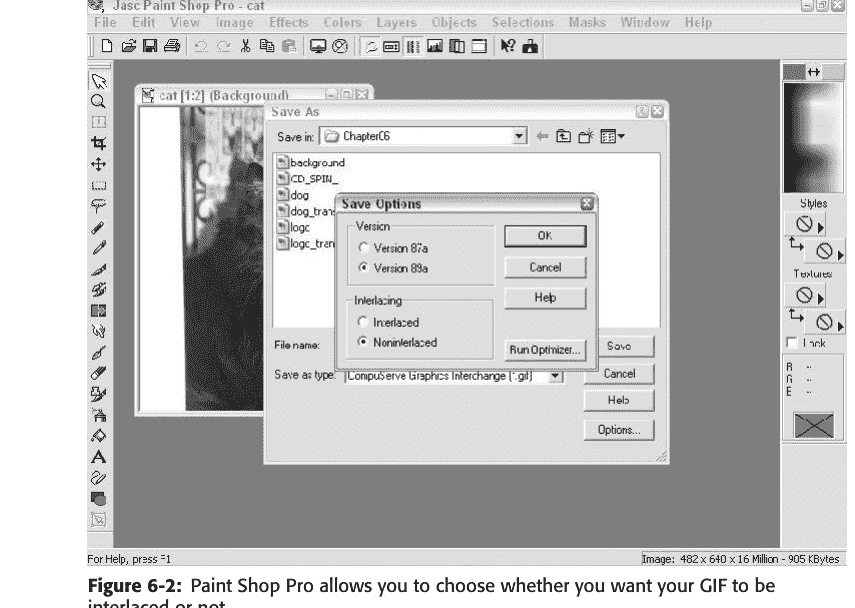 Jasc Paint Shop Pro - cat
File Edit View Image Effects Colors Layers Objects Selections Masks Window Help
cat [1:2] (Background)
Save As
Save in: Chapter06
background
CD_SPIN_
dog
dog_tran
logo
logo_tran
File name:
Save as type: CompuServe Graphics Interchange (*.gif)
Save
Cancel
Help
Options...
Save Options
Version
Version 87a
Version 89a
Interlacing
Interlaced
Noninterlaced
OK
Cancel
Help
Run Optimizer...
Styles
Textures
Lock
R --
G --
B --
For Help, press F1
Image: 482 x 640 x 16 Million - 905 KBytes
Figure 6-2: Paint Shop Pro allows you to choose whether you want your GIF to be
interlaced or not